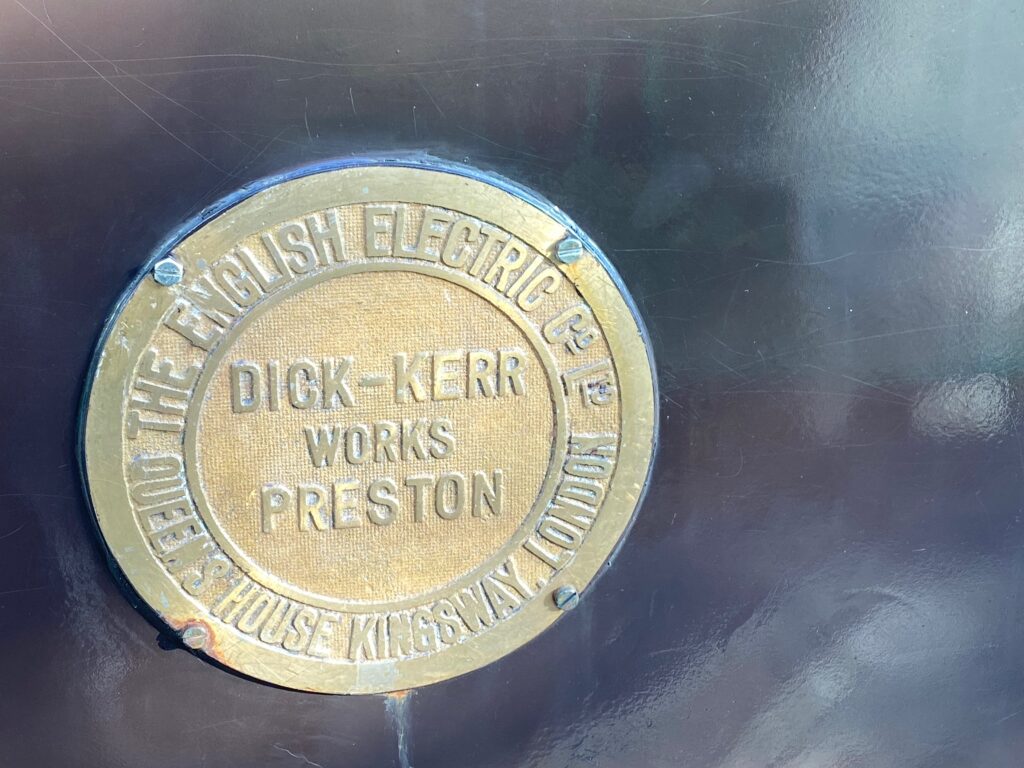 THE ENGLISH ELECTRIC Co LTD
DICK-KERR
WORKS
PRESTON
QUEEN'S HOUSE KINGSWAY, LONDON